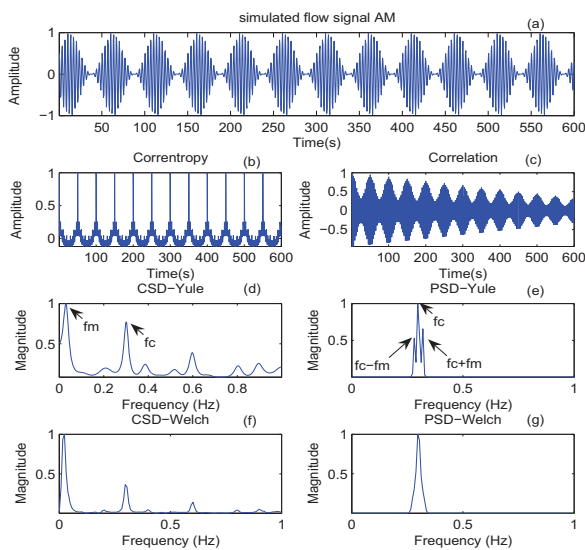 simulated flow signal AM
(a)
Amplitude
1
0
-1
50 100 150 200 250 300 350 400 450 500 550 600
Time(s)
Correntropy
(b)
Amplitude
1
0.5
0
100 200 300 400 500 600
Time(s)
Correlation
(c)
Amplitude
1
0.5
0
-0.5
100 200 300 400 500 600
Time(s)
CSD-Yule
(d)
Magnitude
1
0.5
fm
fc
0 0.2 0.4 0.6 0.8
Frequency (Hz)
PSD-Yule
(e)
Magnitude
1
0.5
fc
fc-fm
fc+fm
0 0.5 1
Frequency (Hz)
CSD-Welch
(f)
Magnitude
1
0.5
0 0.5 1
Frequency (Hz)
PSD-Welch
(g)
Magnitude
1
0.5
0 0.5 1
Frequency (Hz)